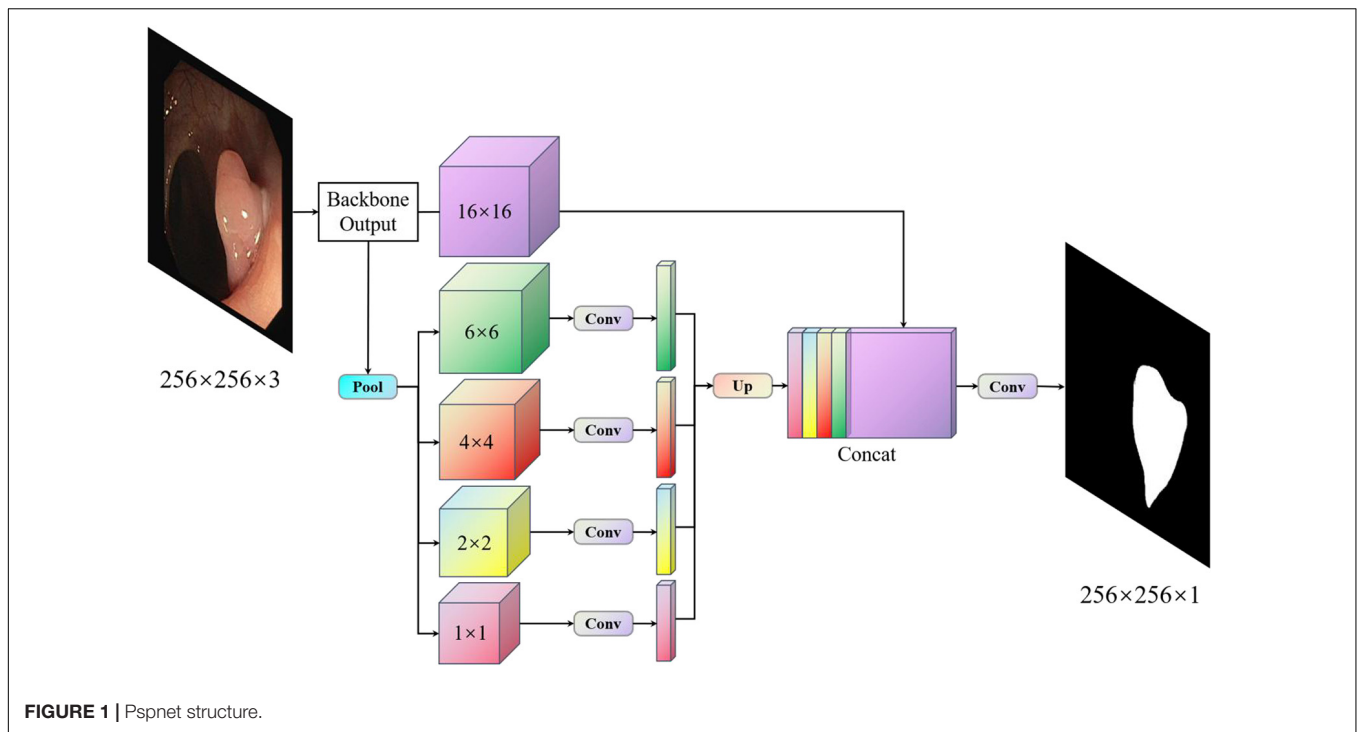 Backbone
Output
16×16
256×256×3
Pool
6×6
Conv
4×4
Conv
2×2
Conv
1×1
Conv
Up
Concat
Conv
256×256×1
FIGURE 1 | Pspnet structure.